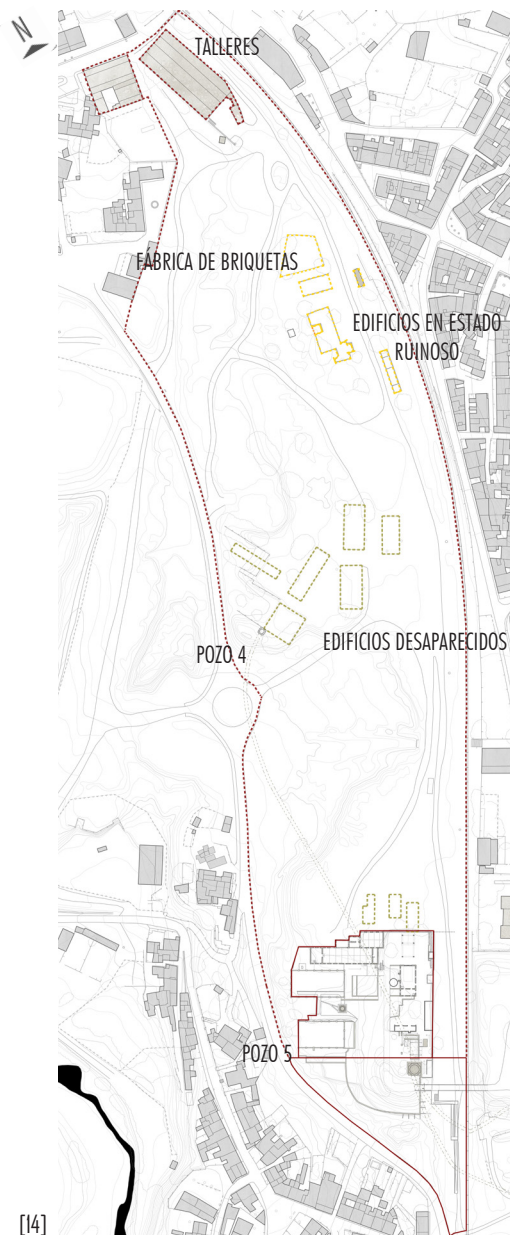 N
TALLERES
FÁBRICA DE BRIQUETAS
EDIFICIOS EN ESTADO
RUINOSO
POZO 4
EDIFICIOS DESAPARECIDOS
POZO 5
[14]